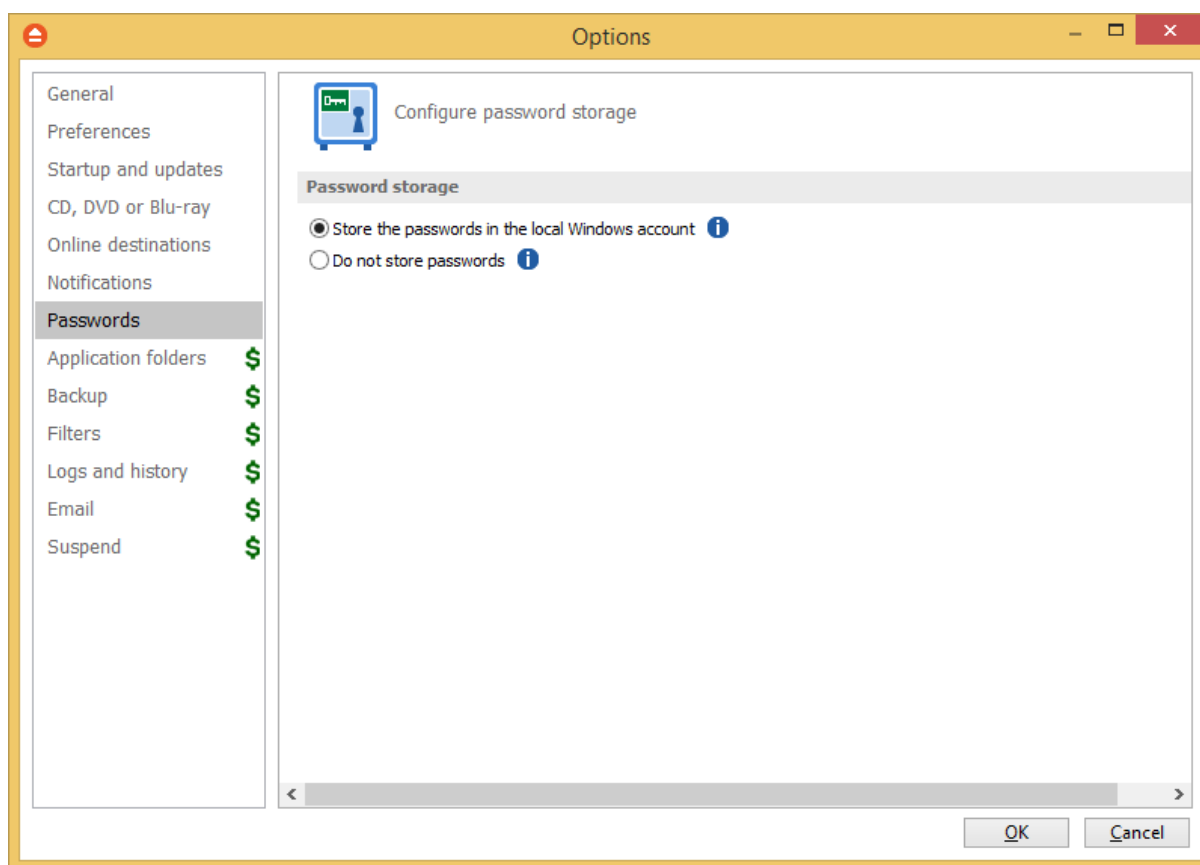 Options
General
Preferences
Startup and updates
CD, DVD or Blu-ray
Online destinations
Notifications
Passwords
Application folders $
Backup $
Filters $
Logs and history $
Email $
Suspend $
Configure password storage
Password storage
Store the passwords in the local Windows account
Do not store passwords
OK
Cancel